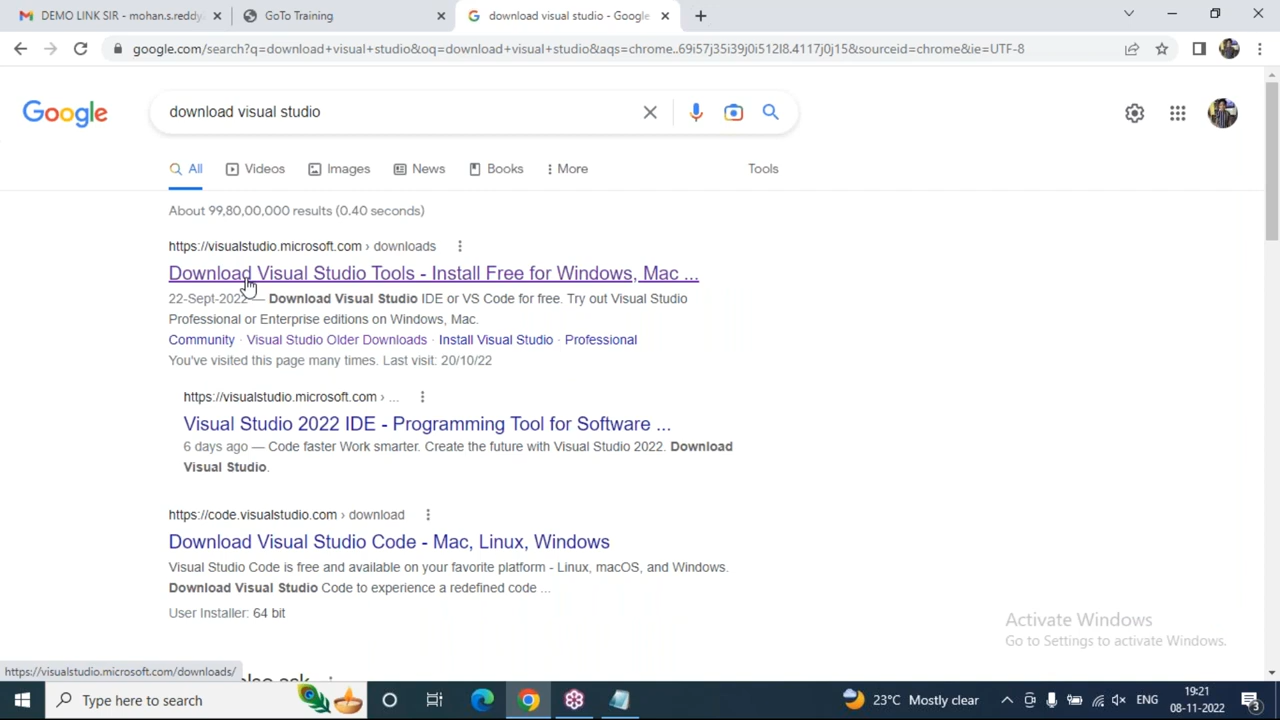 DEMO LINK SIR - mohan.s.reddy
GoTo Training
download visual studio - Google
google.com/search?q=download+visual+studio&oq=download+visual+studio&aqs=chrome..69i57j35i39j0i512l8.4117j0j15&sourceid=chrome&ie=UTF-8
Google
download visual studio
All
Videos
Images
News
Books
More
Tools
About 99,80,00,000 results (0.40 seconds)
https://visualstudio.microsoft.com › downloads
Download Visual Studio Tools - Install Free for Windows, Mac ...
22-Sept-2022 — Download Visual Studio IDE or VS Code for free. Try out Visual Studio
Professional or Enterprise editions on Windows, Mac.
Community · Visual Studio Older Downloads · Install Visual Studio · Professional
You've visited this page many times. Last visit: 20/10/22
https://visualstudio.microsoft.com › ...
Visual Studio 2022 IDE - Programming Tool for Software ...
6 days ago — Code faster Work smarter. Create the future with Visual Studio 2022. Download
Visual Studio.
https://code.visualstudio.com › download
Download Visual Studio Code - Mac, Linux, Windows
Visual Studio Code is free and available on your favorite platform - Linux, macOS, and Windows.
Download Visual Studio Code to experience a redefined code ...
User Installer: 64 bit
Activate Windows
Go to Settings to activate Windows.
https://visualstudio.microsoft.com/downloads/
Type here to search
23°C Mostly clear
ENG
19:21
08-11-2022
3